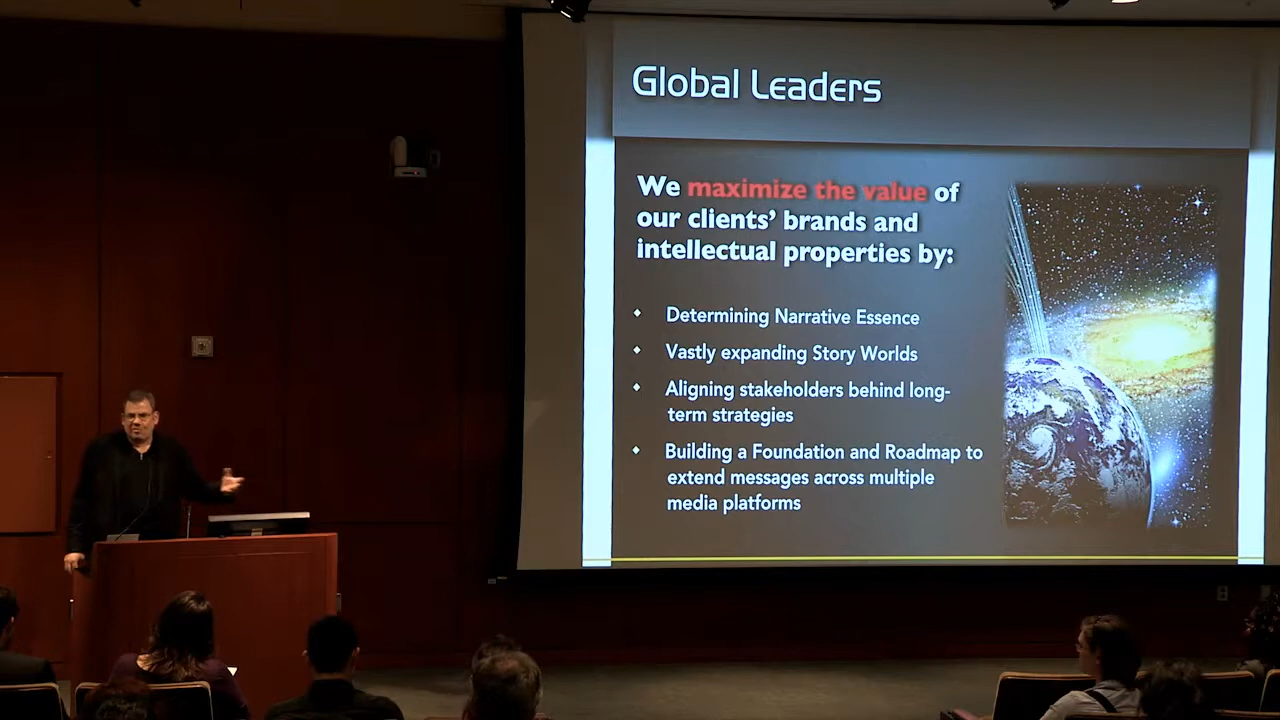 Global Leaders
We maximize the value of
our clients’ brands and
intellectual properties by:
Determining Narrative Essence
Vastly expanding Story Worlds
Aligning stakeholders behind long-
term strategies
Building a Foundation and Roadmap to
extend messages across multiple
media platforms